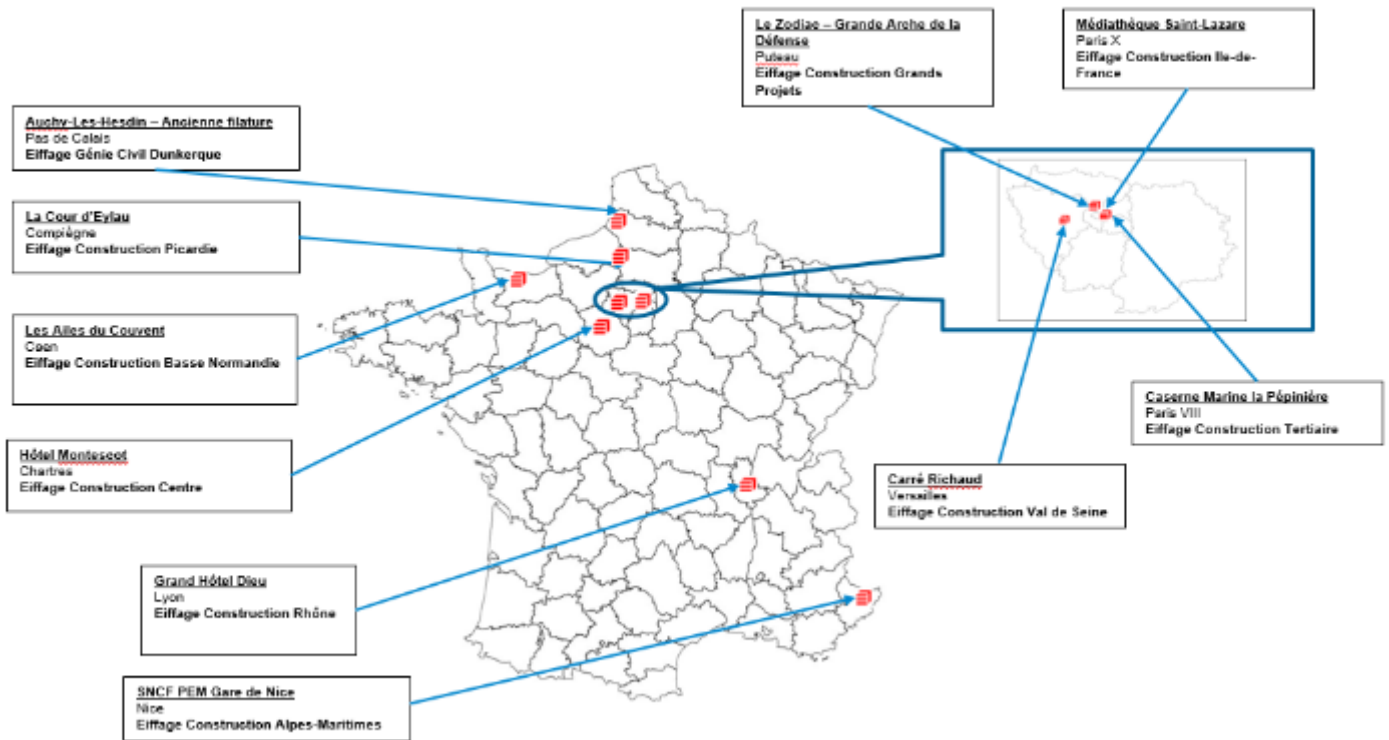 Le Zodiac – Grande Arche de la
Défense
Puteau
Eiffage Construction Grands
Projets
Médiathèque Saint-Lazare
Paris X
Eiffage Construction Ile-de-
France
Auchy-Les-Hesdin – Ancienne filature
Pas de Calais
Eiffage Génie Civil Dunkerque
La Cour d'Eylau
Compiègne
Eiffage Construction Picardie
Les Ailes du Couvent
Caen
Eiffage Construction Basse Normandie
Hôtel Montescot
Chartres
Eiffage Construction Centre
Caserne Marine la Pépinière
Paris VIII
Eiffage Construction Tertiaire
Carré Richaud
Versailles
Eiffage Construction Val de Seine
Grand Hôtel Dieu
Lyon
Eiffage Construction Rhône
SNCF PEM Gare de Nice
Nice
Eiffage Construction Alpes-Maritimes